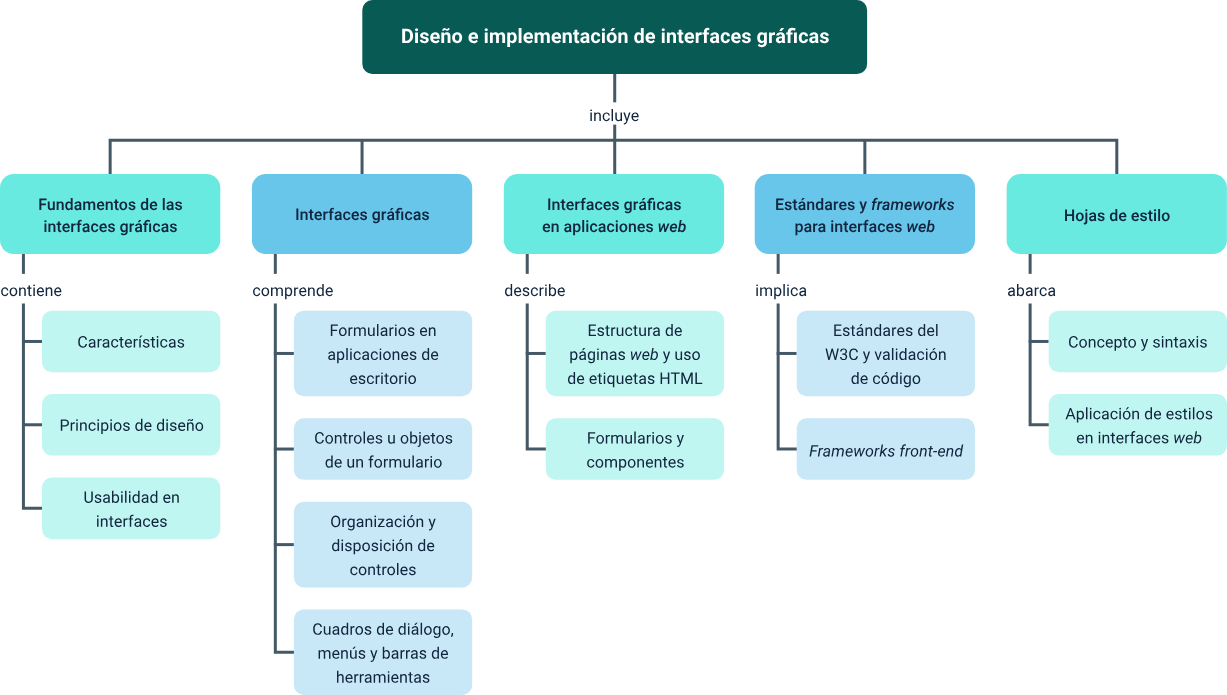 Diseño e implementación de interfaces gráficas
incluye
Fundamentos de las
interfaces gráficas
contiene
Características
Principios de diseño
Usabilidad en
interfaces
Interfaces gráficas
comprende
Formularios en
aplicaciones de
escritorio
Controles u objetos
de un formulario
Organización y
disposición de
controles
Cuadros de diálogo,
menús y barras de
herramientas
Interfaces gráficas
en aplicaciones web
describe
Estructura de
páginas web y uso
de etiquetas HTML
Formularios y
componentes
Estándares y frameworks
para interfaces web
implica
Estándares del
W3C y validación
de código
Frameworks front-end
Hojas de estilo
abarca
Concepto y sintaxis
Aplicación de estilos
en interfaces web